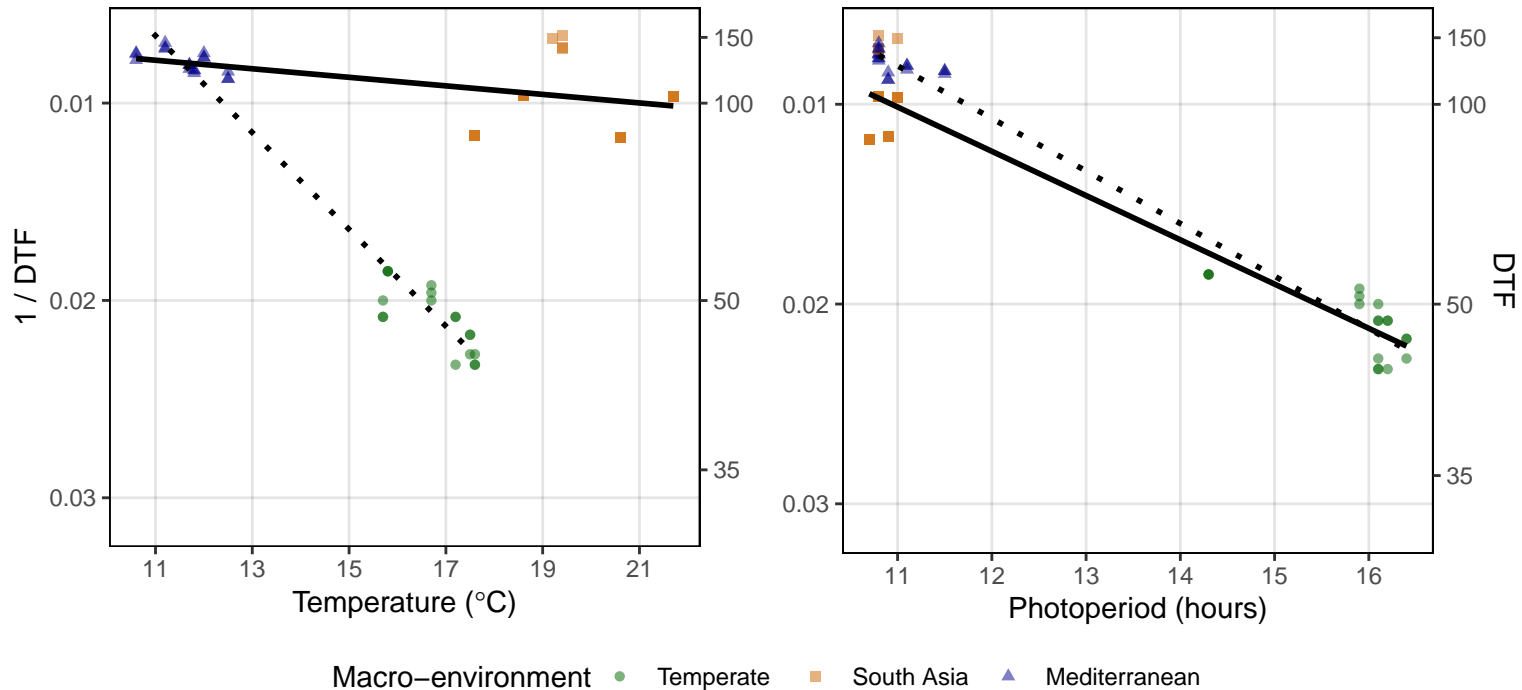 1 / DTF
0.01
0.02
0.03
150
100
50
35
11 13 15 17 19 21
Temperature (°C)
0.01
0.02
0.03
150
100
50
35
DTF
11 12 13 14 15 16
Photoperiod (hours)
Macro−environment Temperate South Asia Mediterranean